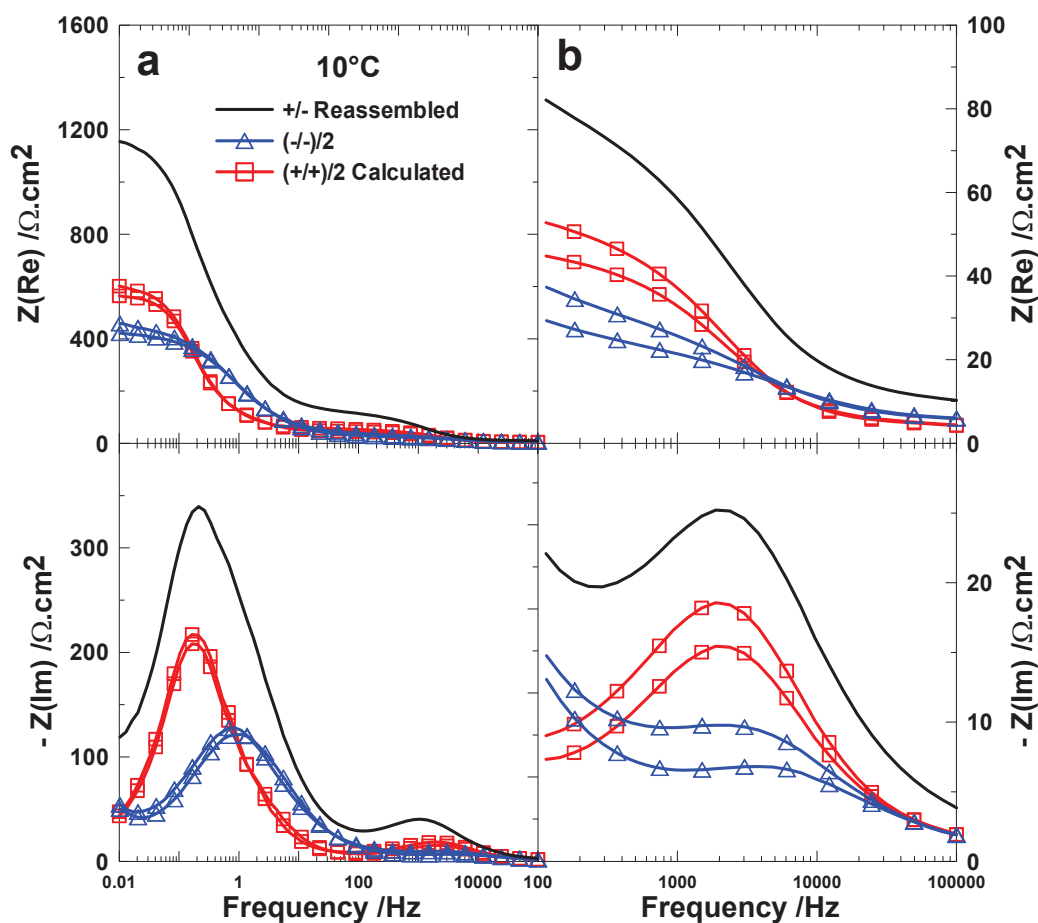 1600
1200
800
400
0
Z(Re) /Ω.cm2
a
10°C
+/- Reassembled
(-/-)/2
(+/+)/2 Calculated
b
100
80
60
40
20
0
Z(Re) /Ω.cm2
300
200
100
0
- Z(Im) /Ω.cm2
20
10
0
- Z(Im) /Ω.cm2
0.01
1
100
10000
100
1000
10000
100000
Frequency /Hz
Frequency /Hz